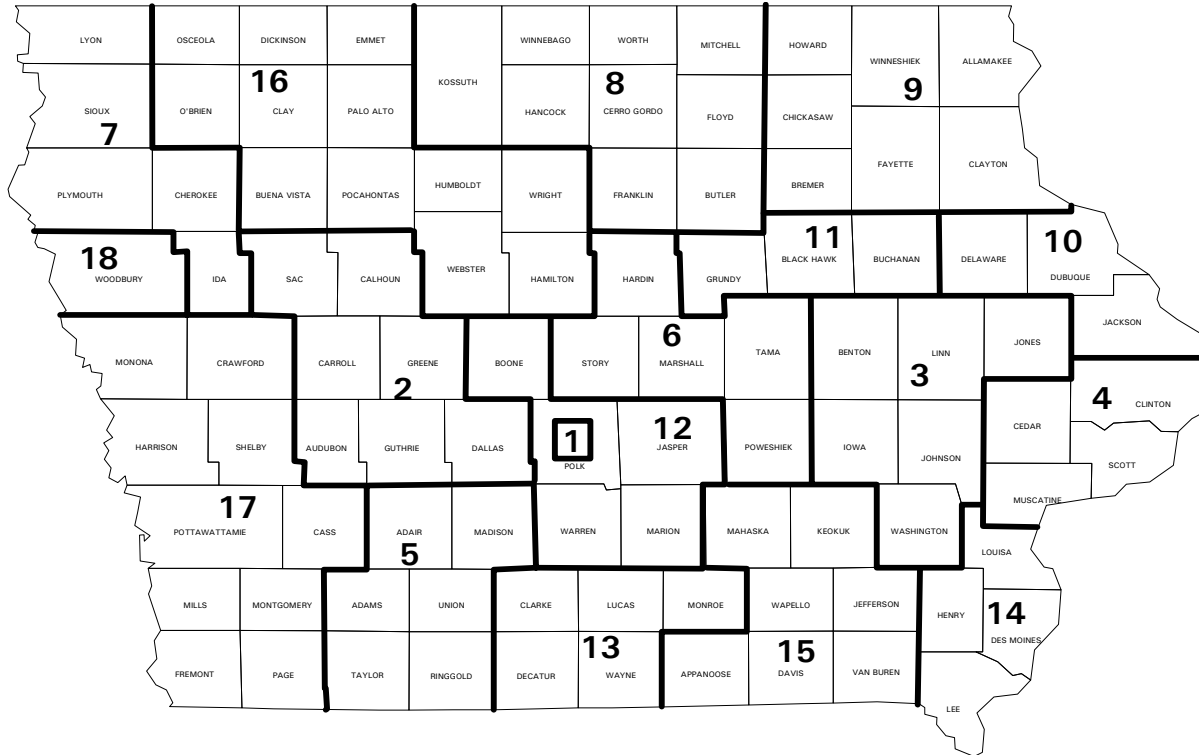 LYON OSCEOLA DICKINSON EMMET WINNEBAGO WORTH MITCHELL HOWARD
WINNESHIEK ALLAMAKEE
16 8 KOSSUTH 9
SIOUX O'BRIEN CLAY PALO ALTO HANCOCK CERRO GORDO FLOYD CHICKASAW
7
PLYMOUTH CHEROKEE BUENA VISTA POCAHONTAS HUMBOLDT WRIGHT FRANKLIN BUTLER BREMER FAYETTE CLAYTON
18 11 10
WOODBURY IDA SAC CALHOUN WEBSTER HAMILTON HARDIN GRUNDY BLACK HAWK BUCHANAN DELAWARE DUBUQUE
JACKSON
6
MONONA CRAWFORD CARROLL GREENE BOONE STORY MARSHALL TAMA BENTON LINN JONES
2 3 4 CLINTON
HARRISON SHELBY AUDUBON GUTHRIE DALLAS 1 POLK 12 JASPER POWESHIEK IOWA JOHNSON CEDAR SCOTT
MUSCATINE
17
POTTAWATTAMIE CASS ADAIR MADISON WARREN MARION MAHASKA KEOKUK WASHINGTON
5 LOUISA
MILLS MONTGOMERY ADAMS UNION CLARKE LUCAS MONROE WAPELLO JEFFERSON HENRY 14
DES MOINES
13 15
FREMONT PAGE TAYLOR RINGGOLD DECATUR WAYNE APPANOOSE DAVIS VAN BUREN
LEE